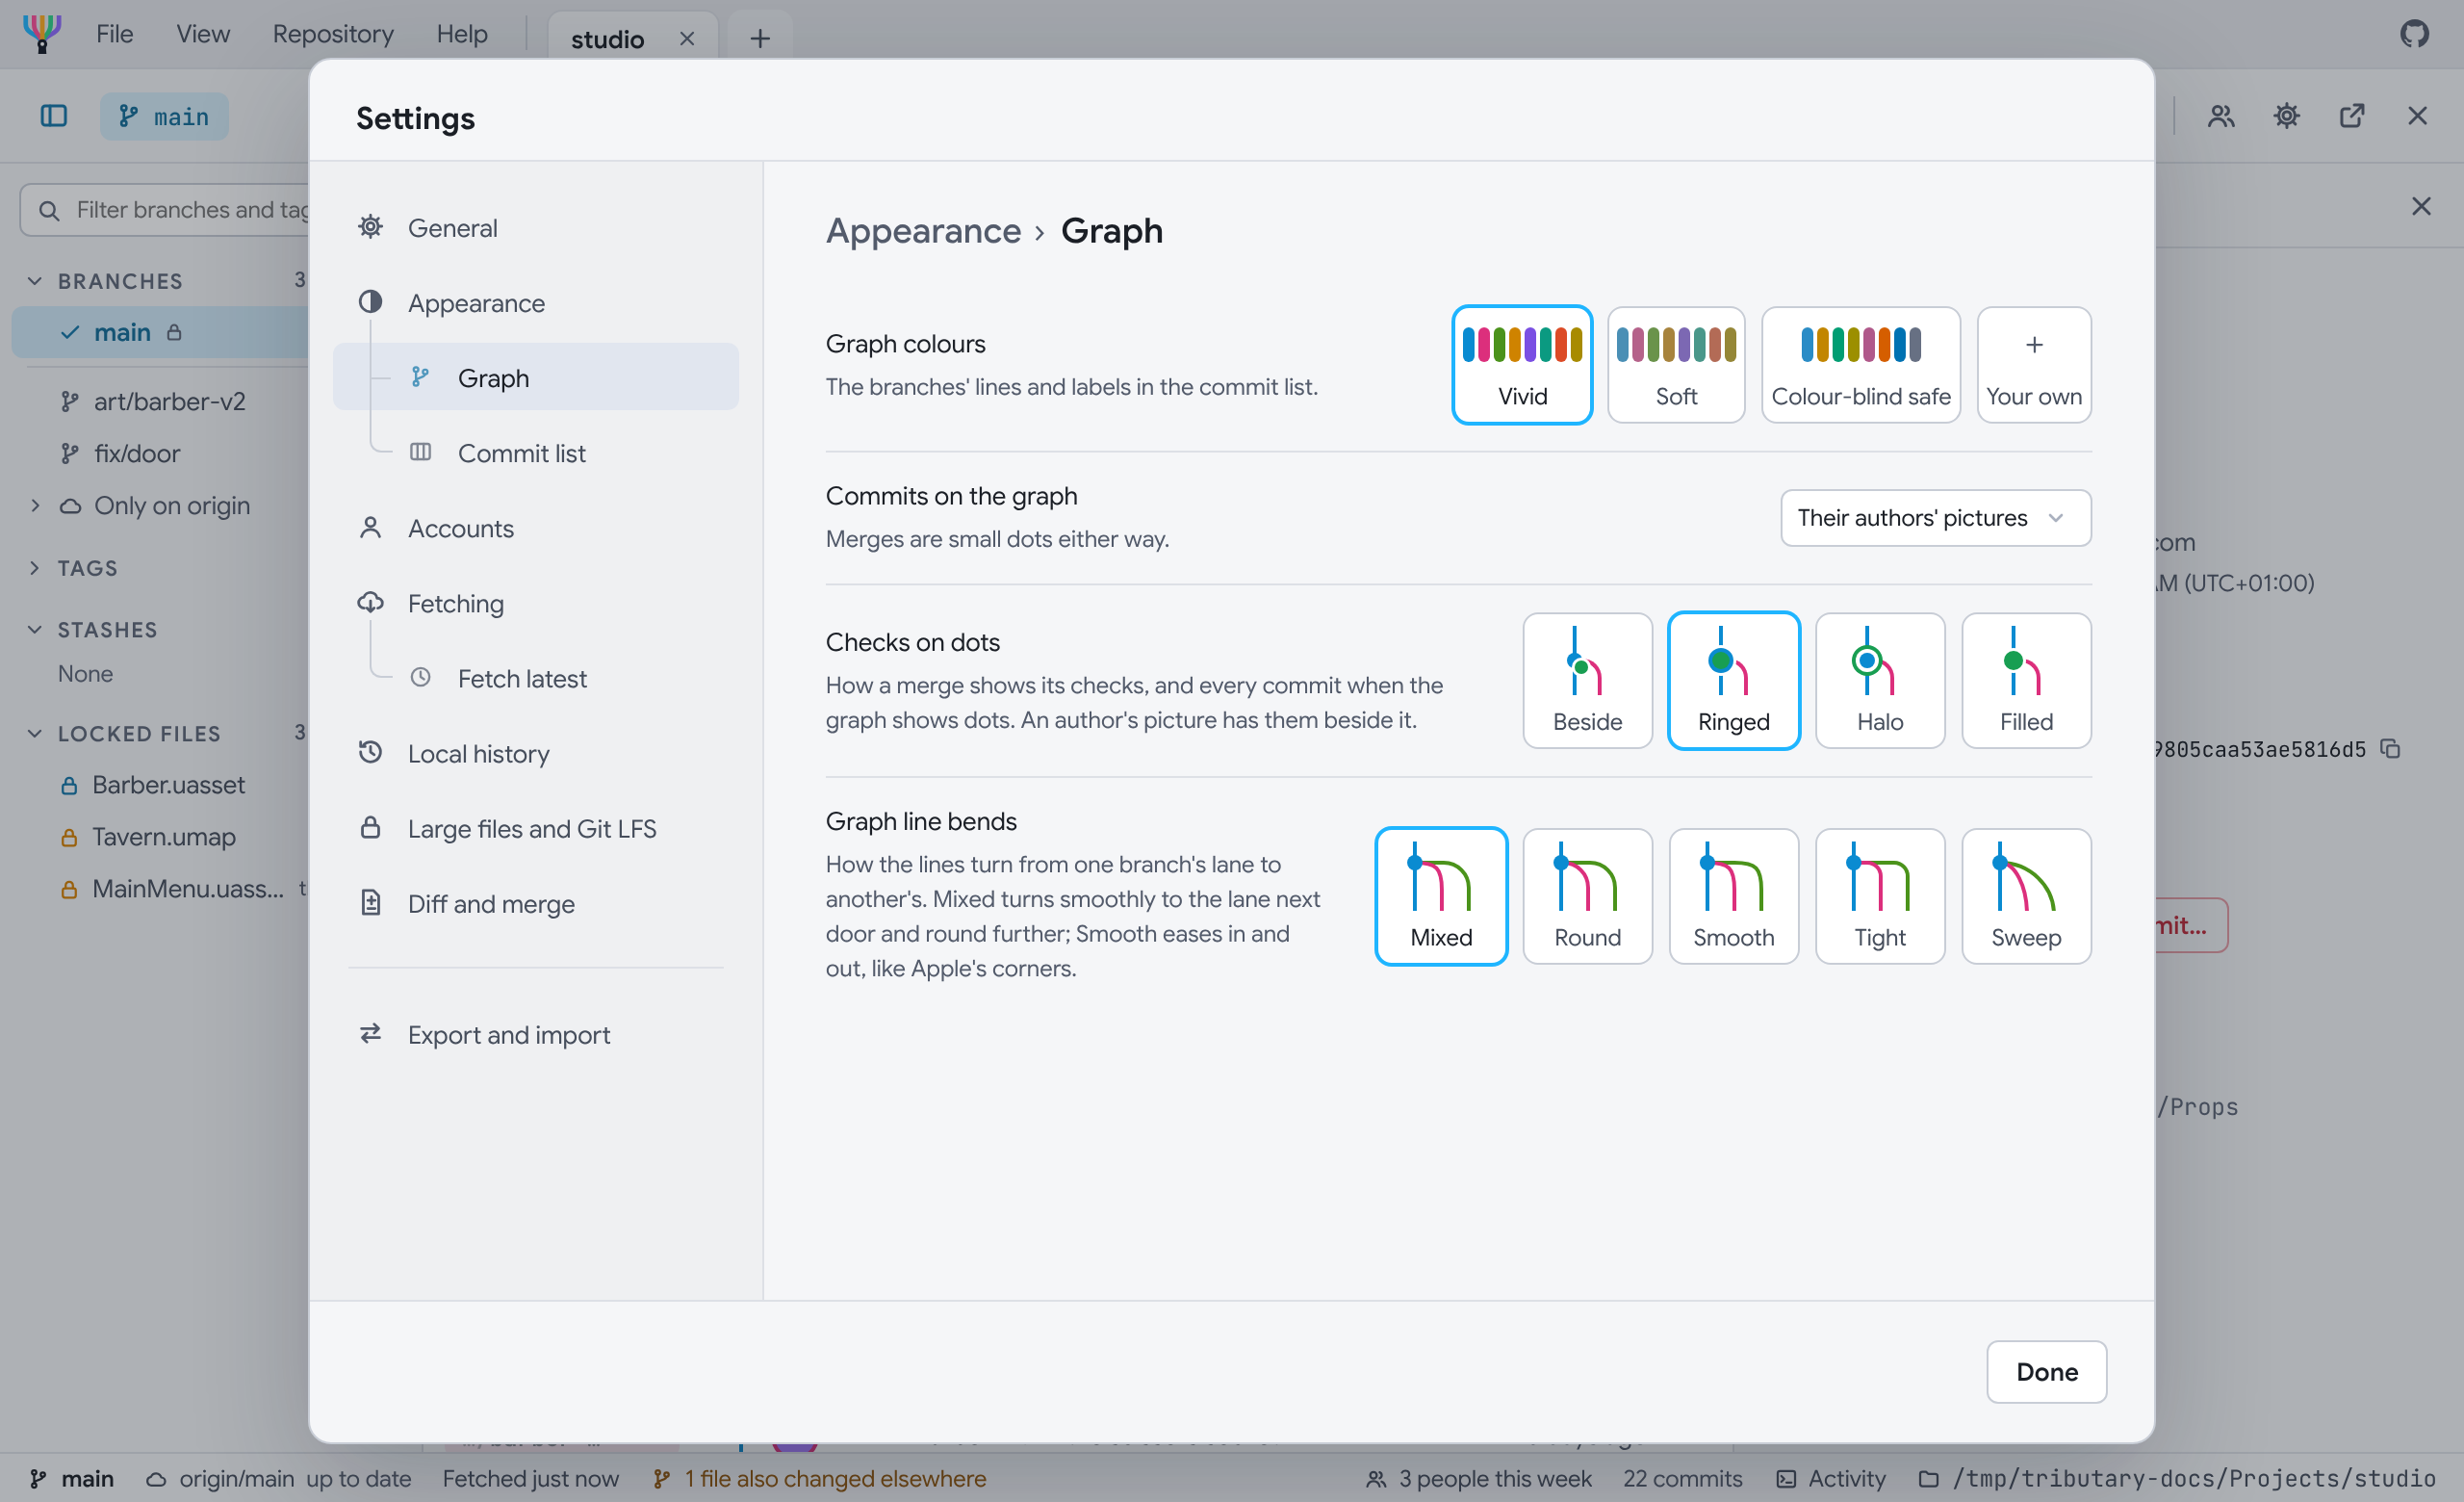 File View Repository Help studio
main
Settings
Filter branches and tag
BRANCHES 3
main
art/barber-v2
fix/door
Only on origin
TAGS
STASHES
None
LOCKED FILES 3
Barber.uasset
Tavern.umap
MainMenu.uass... t
General
Appearance
Graph
Commit list
Accounts
Fetching
Fetch latest
Local history
Large files and Git LFS
Diff and merge
Export and import
Appearance › Graph
Graph colours
The branches' lines and labels in the commit list.
Vivid Soft Colour-blind safe Your own
Commits on the graph
Merges are small dots either way.
Their authors' pictures
Checks on dots
How a merge shows its checks, and every commit when the
graph shows dots. An author's picture has them beside it.
Beside Ringed Halo Filled
Graph line bends
How the lines turn from one branch's lane to
another's. Mixed turns smoothly to the lane next
door and round further; Smooth eases in and
out, like Apple's corners.
Mixed Round Smooth Tight Sweep
Done
com
AM (UTC+01:00)
9805caa53ae5816d5
mit...
/Props
main origin/main up to date Fetched just now 1 file also changed elsewhere 3 people this week 22 commits Activity /tmp/tributary-docs/Projects/studio